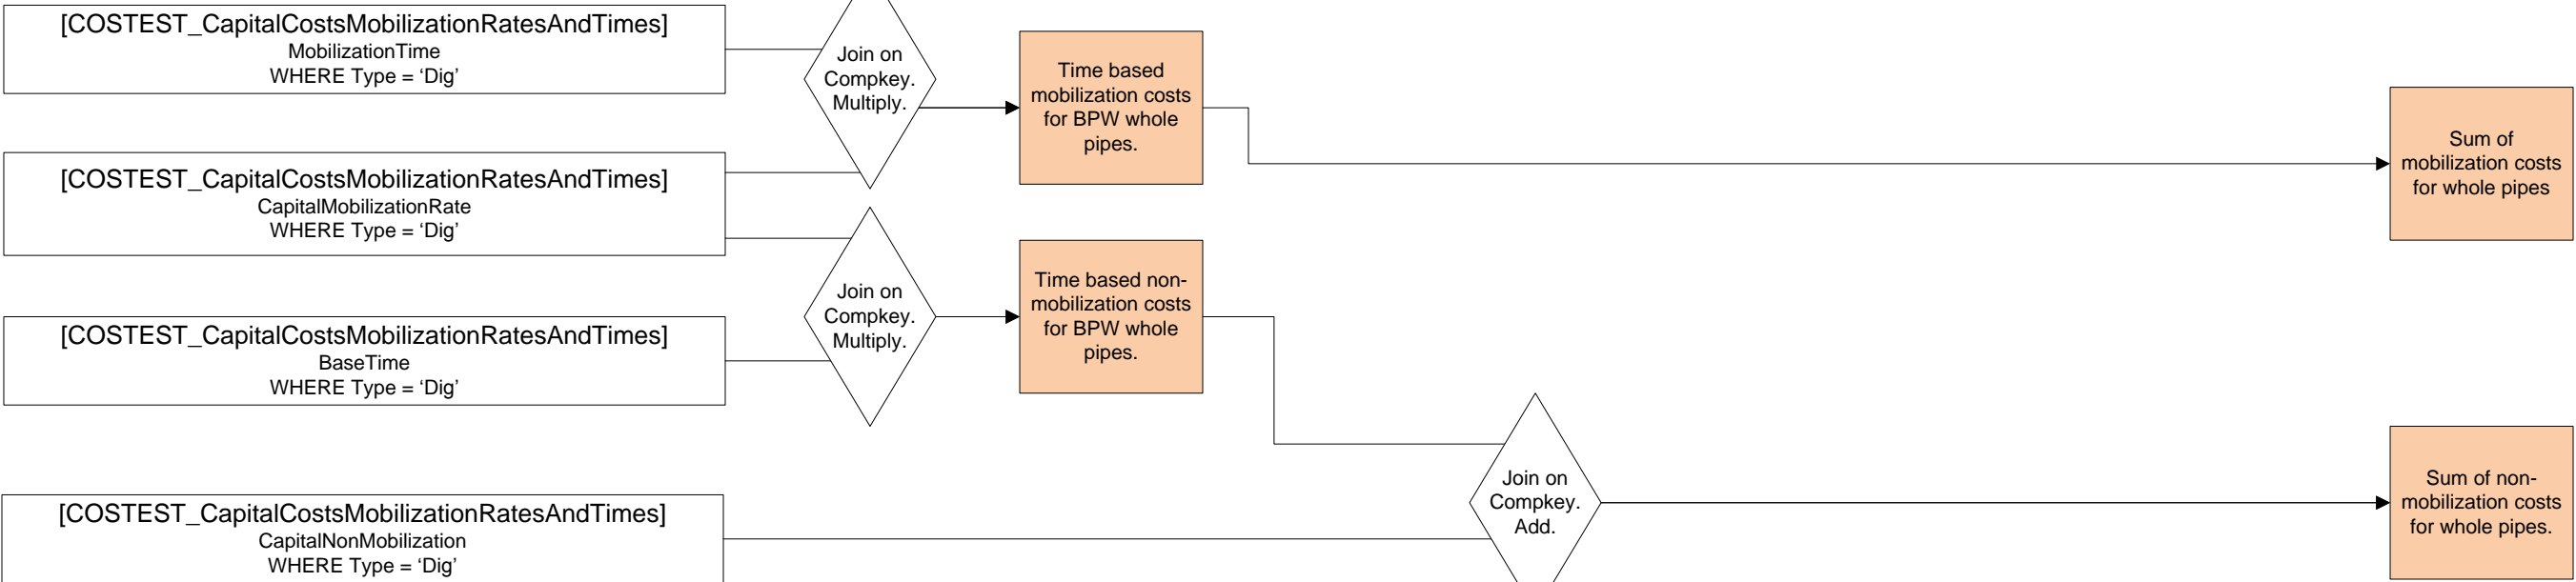 [COSTEST_CapitalCostsMobilizationRatesAndTimes]
MobilizationTime
WHERE Type = ‘Dig’
Join on
Compkey.
Multiply.
Time based
mobilization costs
for BPW whole
pipes.
Sum of
mobilization costs
for whole pipes
[COSTEST_CapitalCostsMobilizationRatesAndTimes]
CapitalMobilizationRate
WHERE Type = ‘Dig’
[COSTEST_CapitalCostsMobilizationRatesAndTimes]
BaseTime
WHERE Type = ‘Dig’
Join on
Compkey.
Multiply.
Time based non-
mobilization costs
for BPW whole
pipes.
[COSTEST_CapitalCostsMobilizationRatesAndTimes]
CapitalNonMobilization
WHERE Type = ‘Dig’
Join on
Compkey.
Add.
Sum of non-
mobilization costs
for whole pipes.